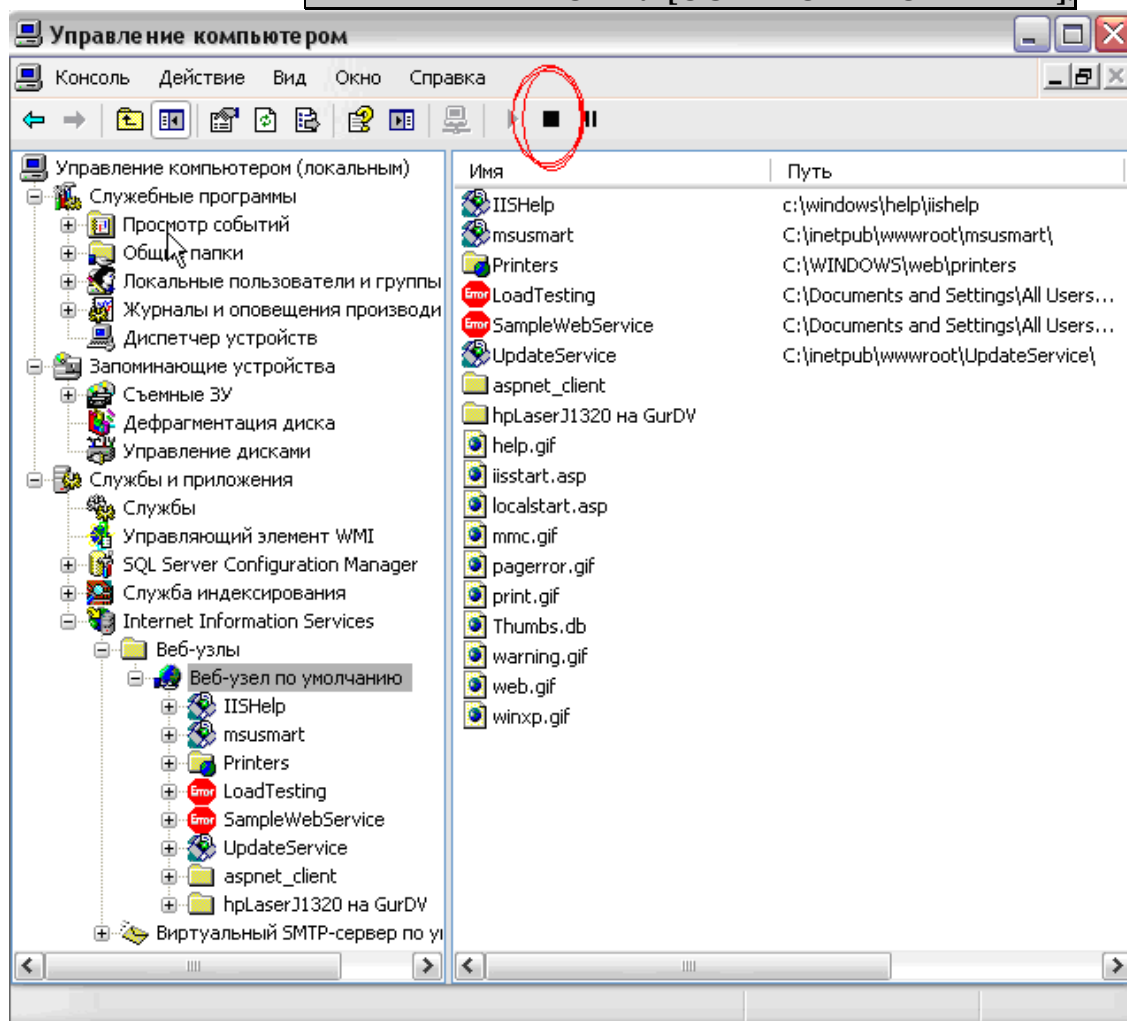 Управление компьютером
Консоль Действие Вид Окно Справка
Управление компьютером (локальным)
Служебные программы
Просмотр событий
Общие папки
Локальные пользователи и группы
Журналы и оповещения производи
Диспетчер устройств
Запоминающие устройства
Съемные ЗУ
Дефрагментация диска
Управление дисками
Службы и приложения
Службы
Управляющий элемент WMI
SQL Server Configuration Manager
Служба индексирования
Internet Information Services
Веб-узлы
Веб-узел по умолчанию
IISHelp
msusmart
Printers
Error LoadTesting
Error SampleWebService
UpdateService
aspnet_client
hpLaserJ1320 на GurDV
Виртуальный SMTP-сервер по у
Имя Путь
IISHelp c:\windows\help\iishelp
msusmart C:\inetpub\wwwroot\msusmart\
Printers C:\WINDOWS\web\printers
Error LoadTesting C:\Documents and Settings\All Users...
Error SampleWebService C:\Documents and Settings\All Users...
UpdateService C:\inetpub\wwwroot\UpdateService\
aspnet_client
hpLaserJ1320 на GurDV
help.gif
iisstart.asp
localstart.asp
mmc.gif
pagerror.gif
print.gif
Thumbs.db
warning.gif
web.gif
winxp.gif